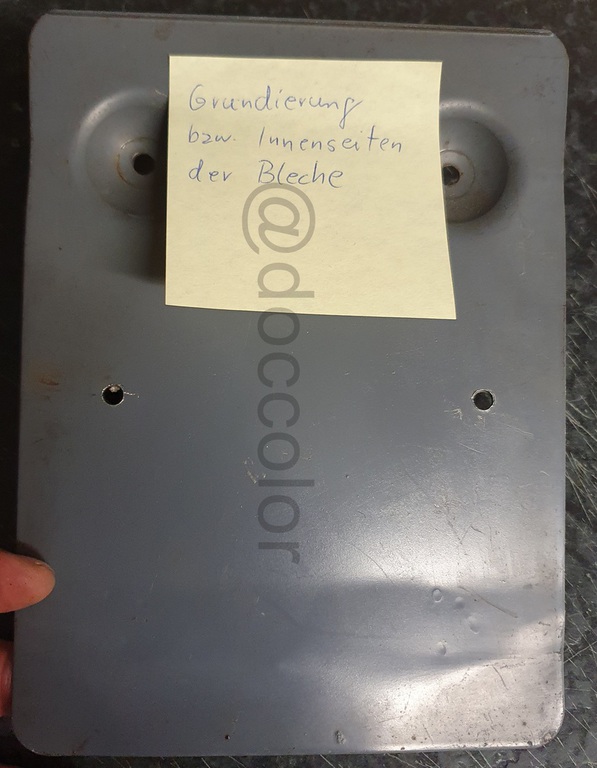 Grundierung
bzw. Innenseiten
der Bleche
@doccolor